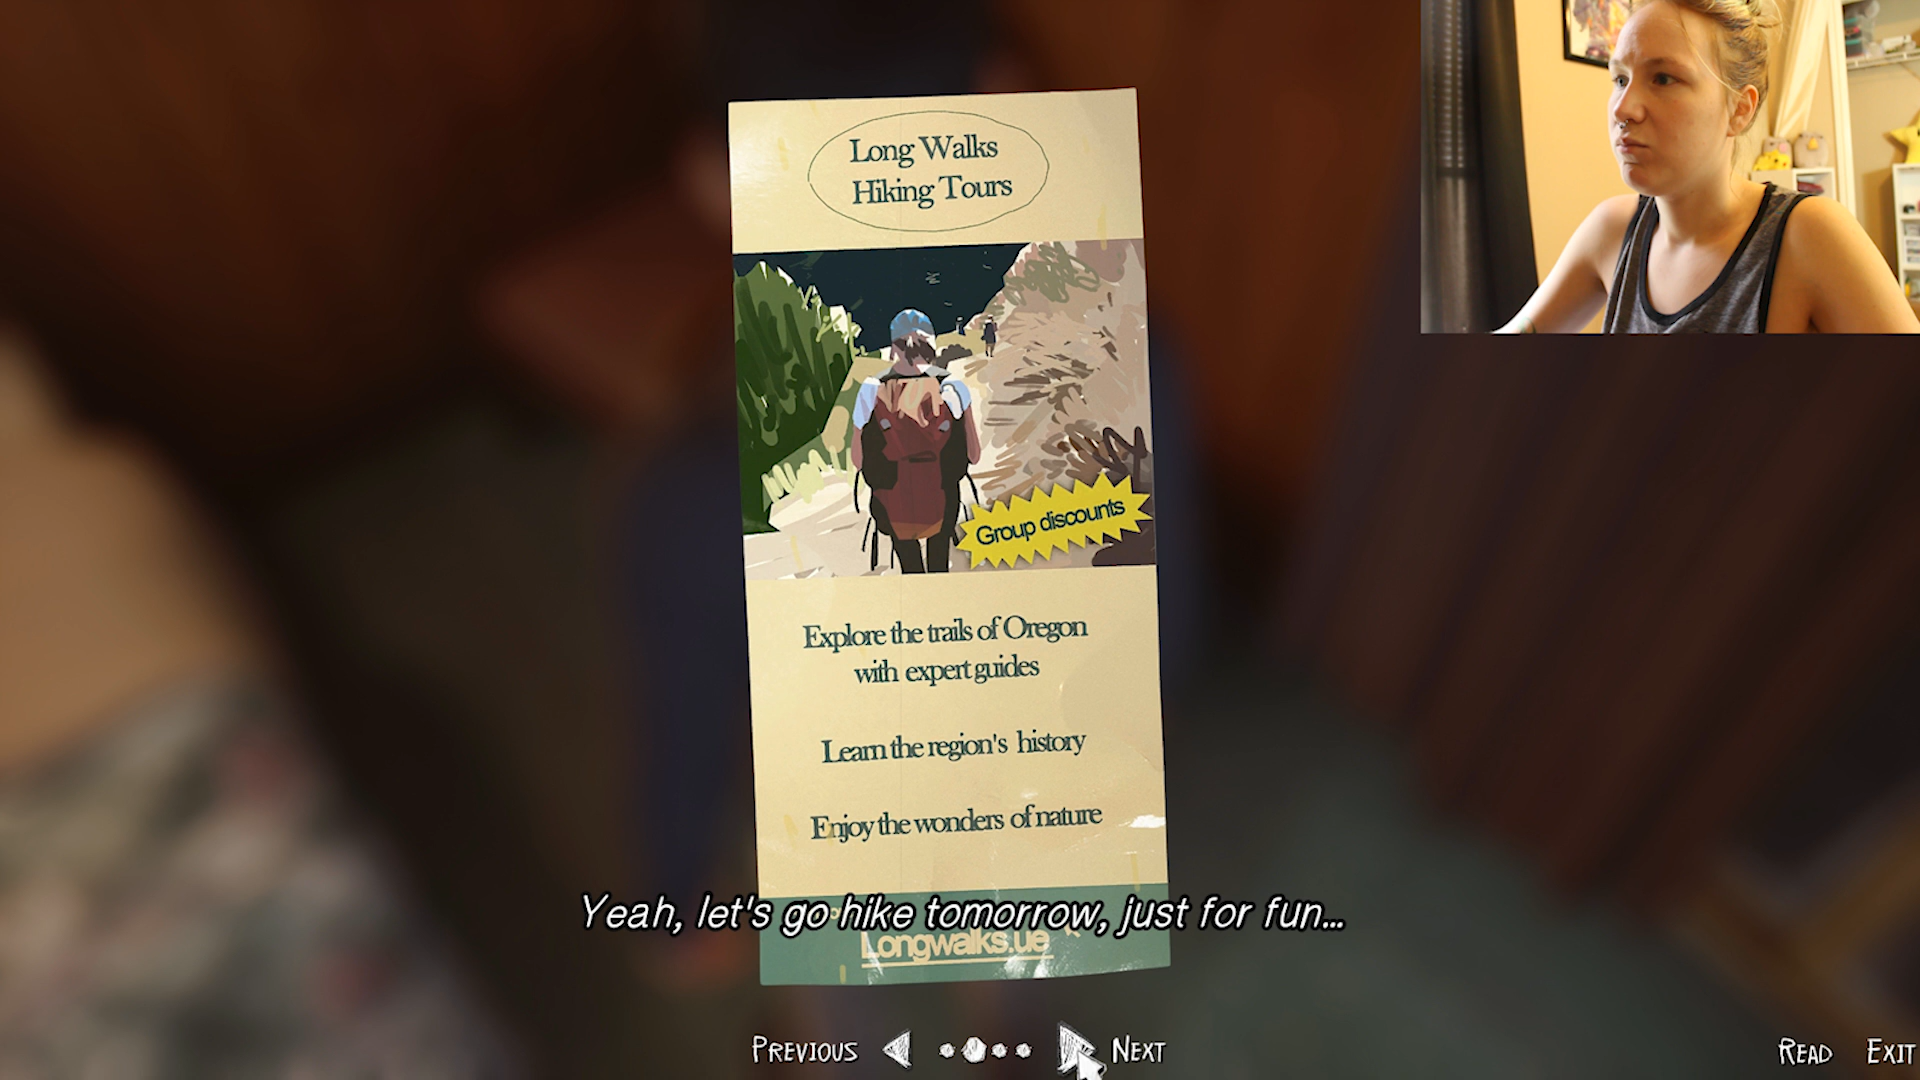 Long Walks
Hiking Tours
Group discounts
Explore the trails of Oregon
with expert guides
Learn the region's history
Enjoy the wonders of nature
Yeah, let's go hike tomorrow, just for fun...
Longwalks.ue
PREVIOUS
NEXT
READ
EXIT